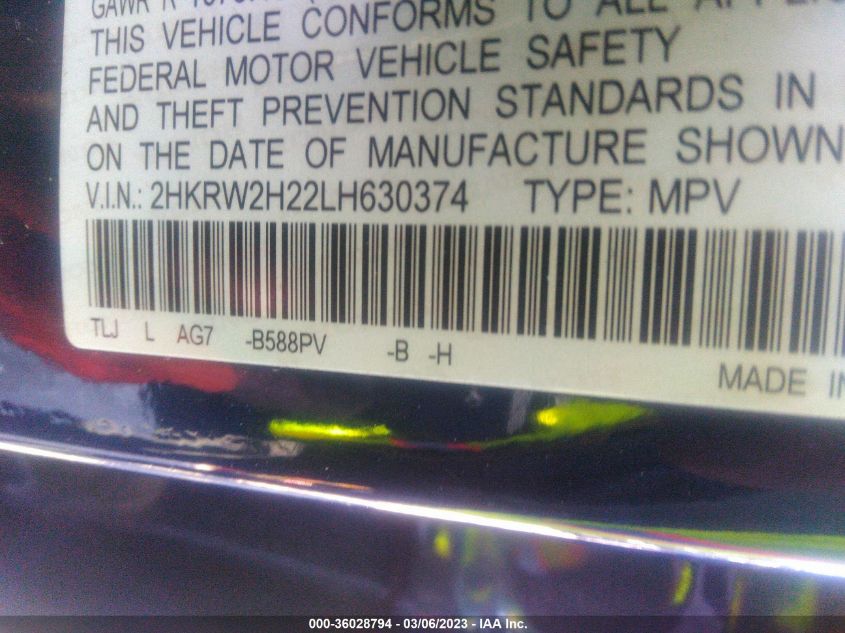 GAWR R
THIS VEHICLE CONFORMS TO ALL
FEDERAL MOTOR VEHICLE SAFETY
AND THEFT PREVENTION STANDARDS IN
ON THE DATE OF MANUFACTURE SHOWN
V.I.N.: 2HKRW2H22LH630374 TYPE: MPV
TLJ L AG7 -B588PV -B -H
MADE IN
000-36028794 - 03/06/2023 - IAA Inc.